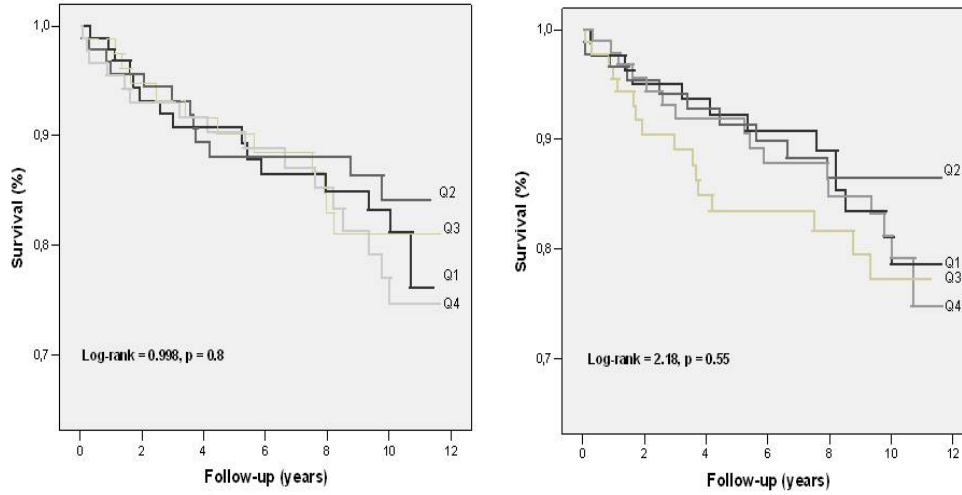 1,0
0,9
0,8
0,7
Survival (%)
Q2
Q3
Q1
Q4
Log-rank = 0.998, p = 0.8
0 2 4 6 8 10 12
Follow-up (years)
1,0
0,9
0,8
0,7
Survival (%)
Q2
Q1
Q3
Q4
Log-rank = 2.18, p = 0.55
0 2 4 6 8 10 12
Follow-up (years)